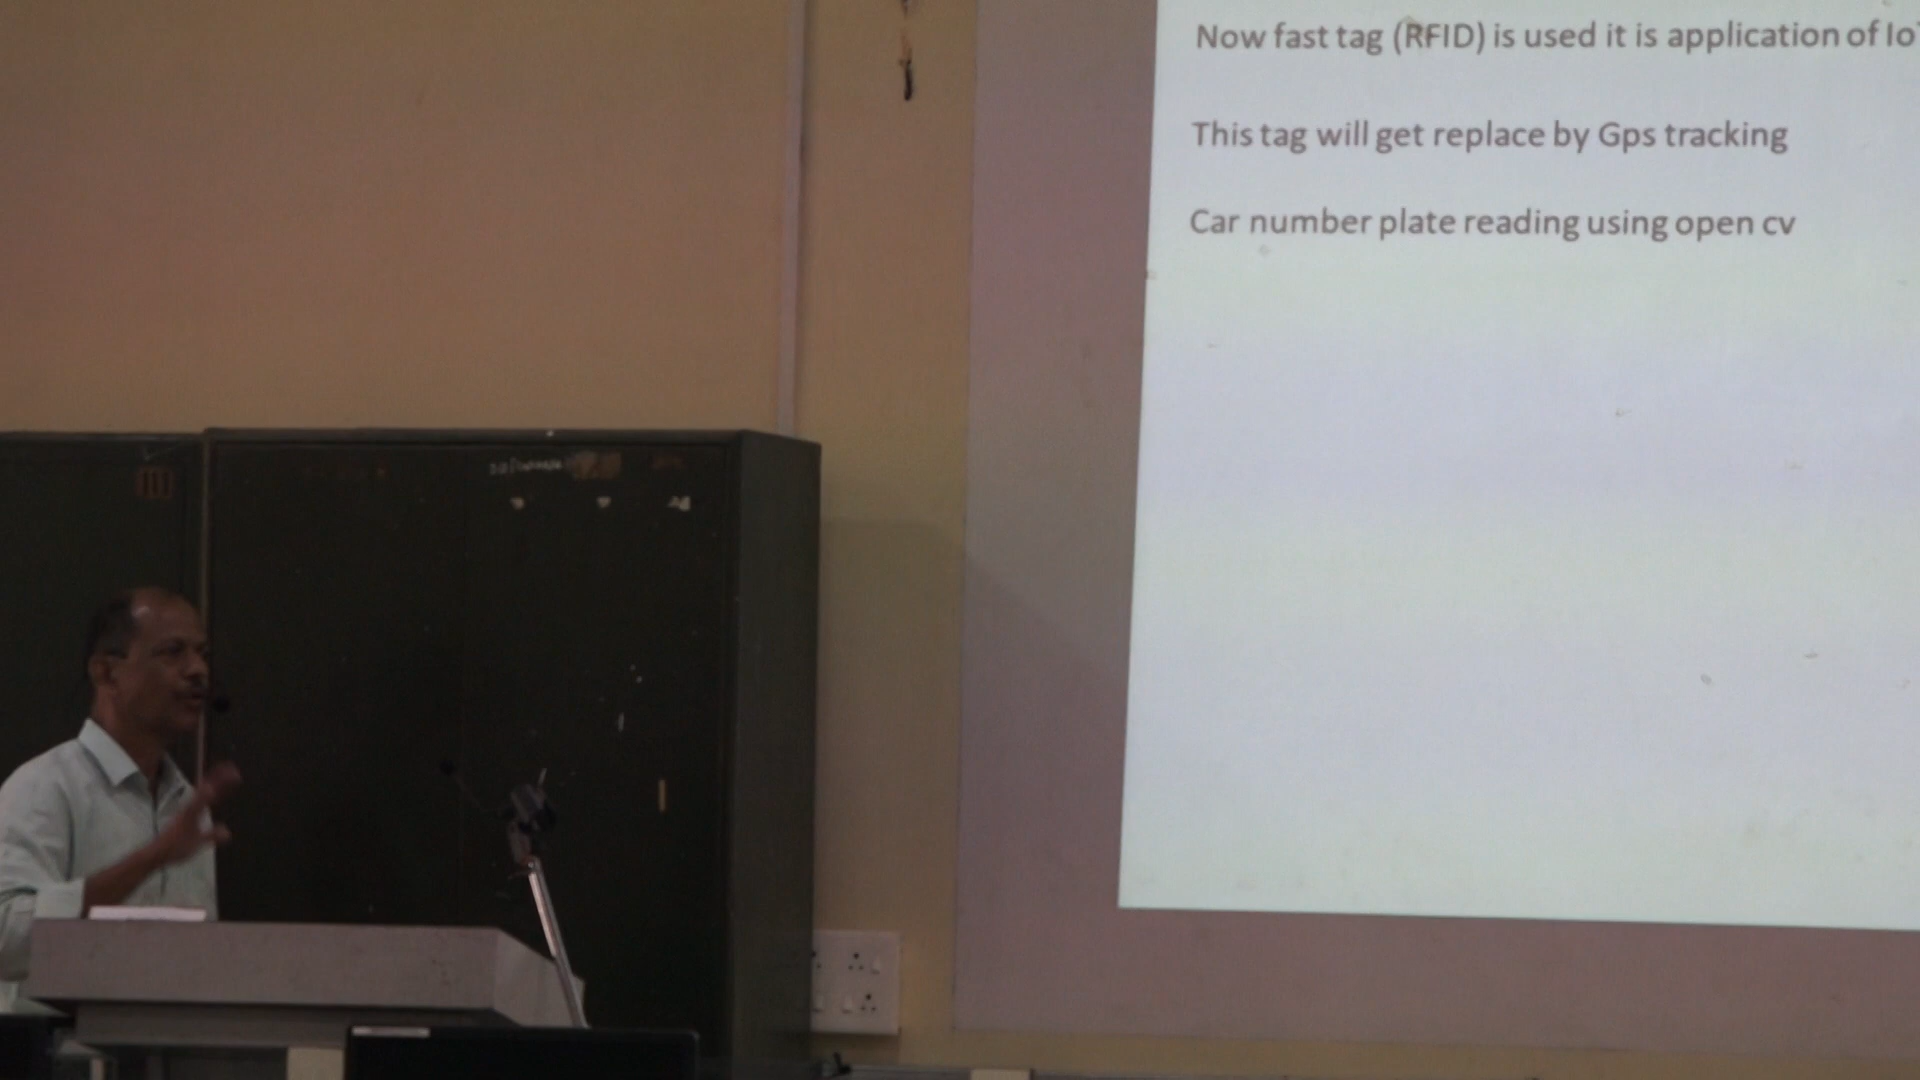 Now fast tag (RFID) is used it is application of Io
This tag will get replace by Gps tracking
Car number plate reading using open cv